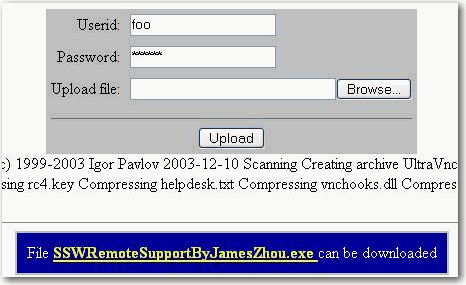 Userid: foo
Password: ******
Upload file: Browse...
Upload
c) 1999-2003 Igor Pavlov 2003-12-10 Scanning Creating archive UltraVnc
sing rc4.key Compressing helpdesk.txt Compressing vnchooks.dll Compres
File SSWRemoteSupportByJamesZhou.exe can be downloaded